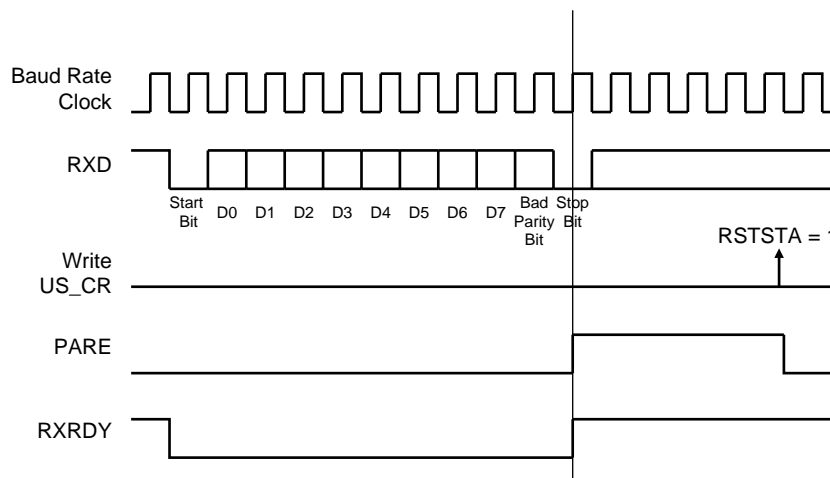 Baud Rate
Clock
RXD
Start
Bit
D0 D1 D2 D3 D4 D5 D6 D7
Bad
Parity
Bit
Stop
Bit
RSTSTA = 1
Write
US_CR
PARE
RXRDY